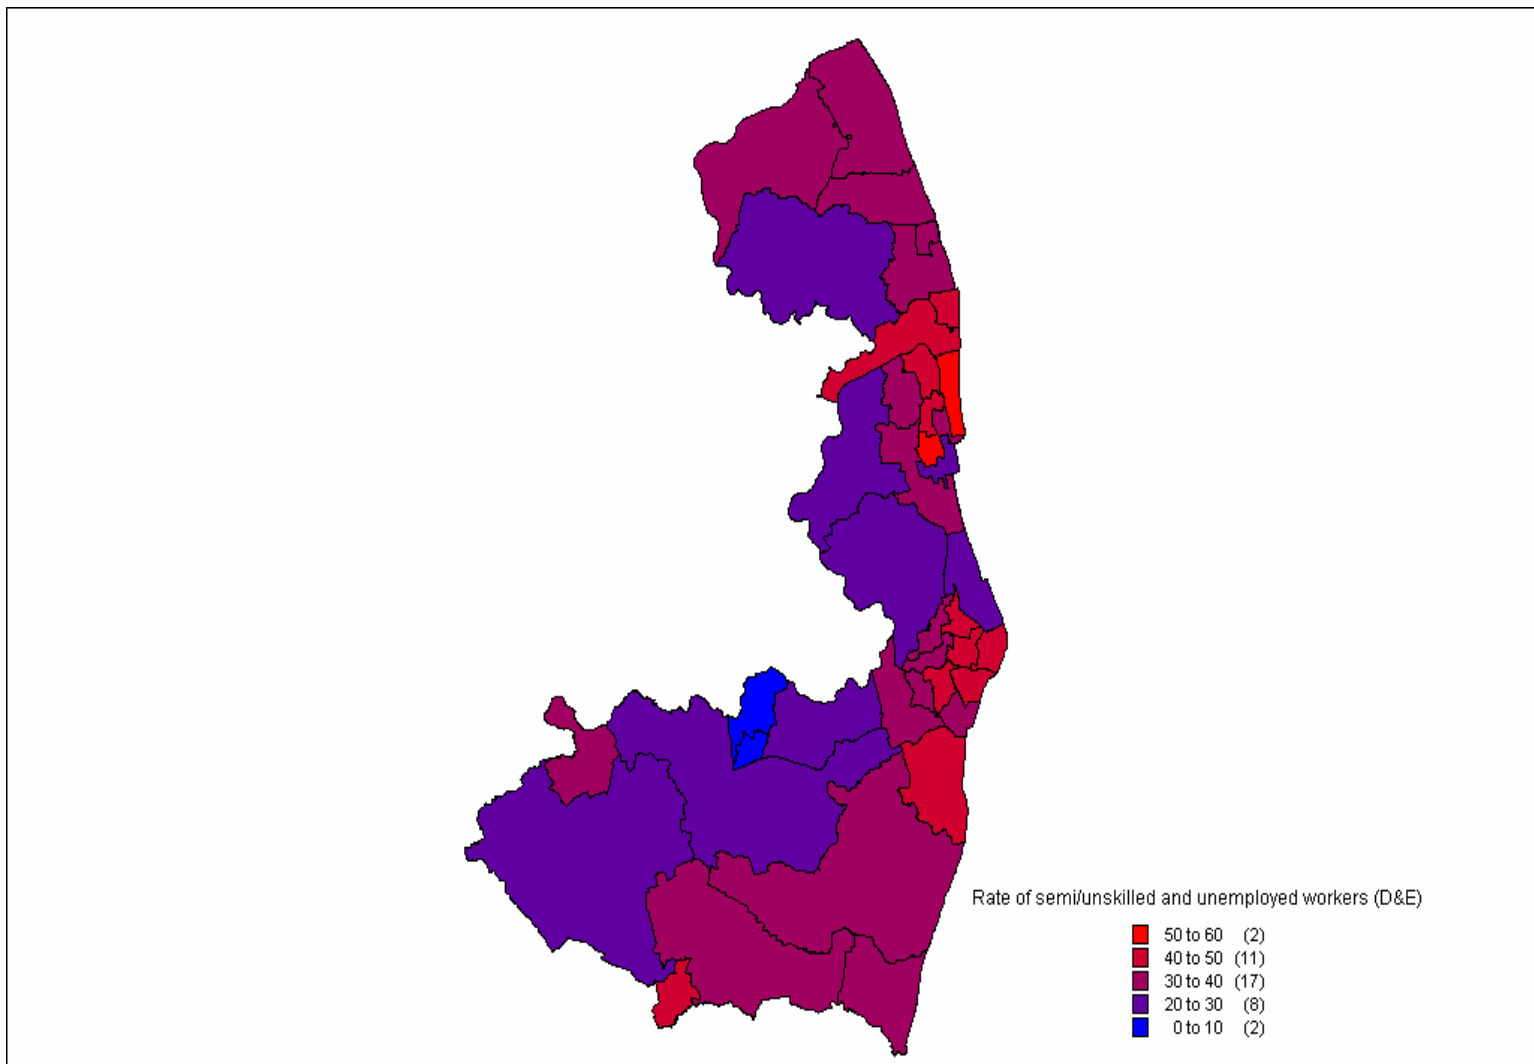 Rate of semi/unskilled and unemployed workers (D&E)
50 to 60 (2)
40 to 50 (11)
30 to 40 (17)
20 to 30 (8)
0 to 10 (2)